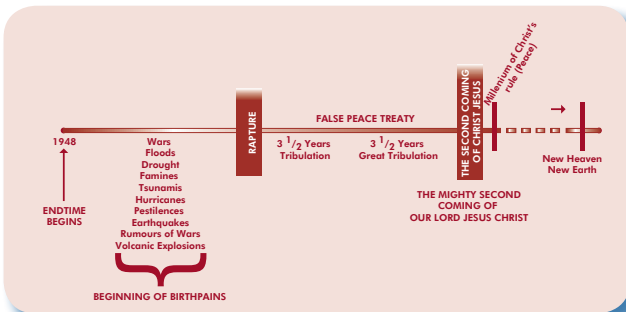 1948
ENDTIME
BEGINS
Wars
Floods
Drought
Famines
Tsunamis
Hurricanes
Pestilences
Earthquakes
Rumours of Wars
Volcanic Explosions
BEGINNING OF BIRTHPAINS
RAPTURE
FALSE PEACE TREATY
3 1/2 Years
Tribulation
3 1/2 Years
Great Tribulation
THE SECOND COMING
OF CHRIST JESUS
THE MIGHTY SECOND
COMING OF
OUR LORD JESUS CHRIST
Millenium of Christ's
rule (Peace)
New Heaven
New Earth